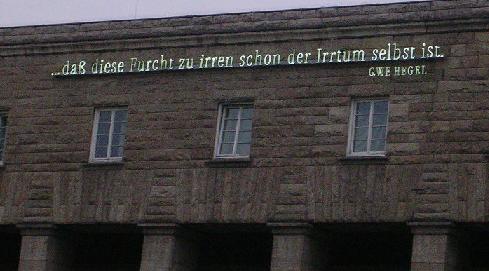 ...daß diese Furcht zu irren schon der Irrtum selbst ist.
G.W.F. HEGEL